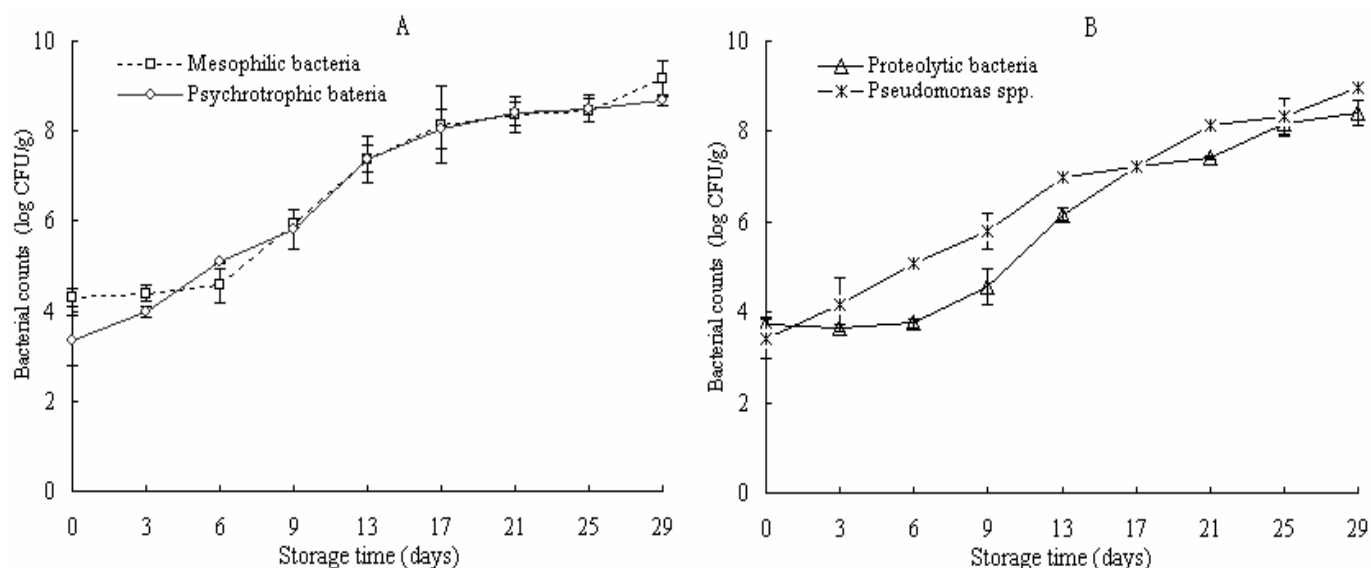 A
Bacterial counts (log CFU/g)
10
8
6
4
2
0
Mesophilic bacteria
Psychrotrophic bateria
0 3 6 9 13 17 21 25 29
Storage time (days)
B
Bacterial counts (log CFU/g)
10
8
6
4
2
0
Proteolytic bacteria
Pseudomonas spp.
0 3 6 9 13 17 21 25 29
Storage time (days)